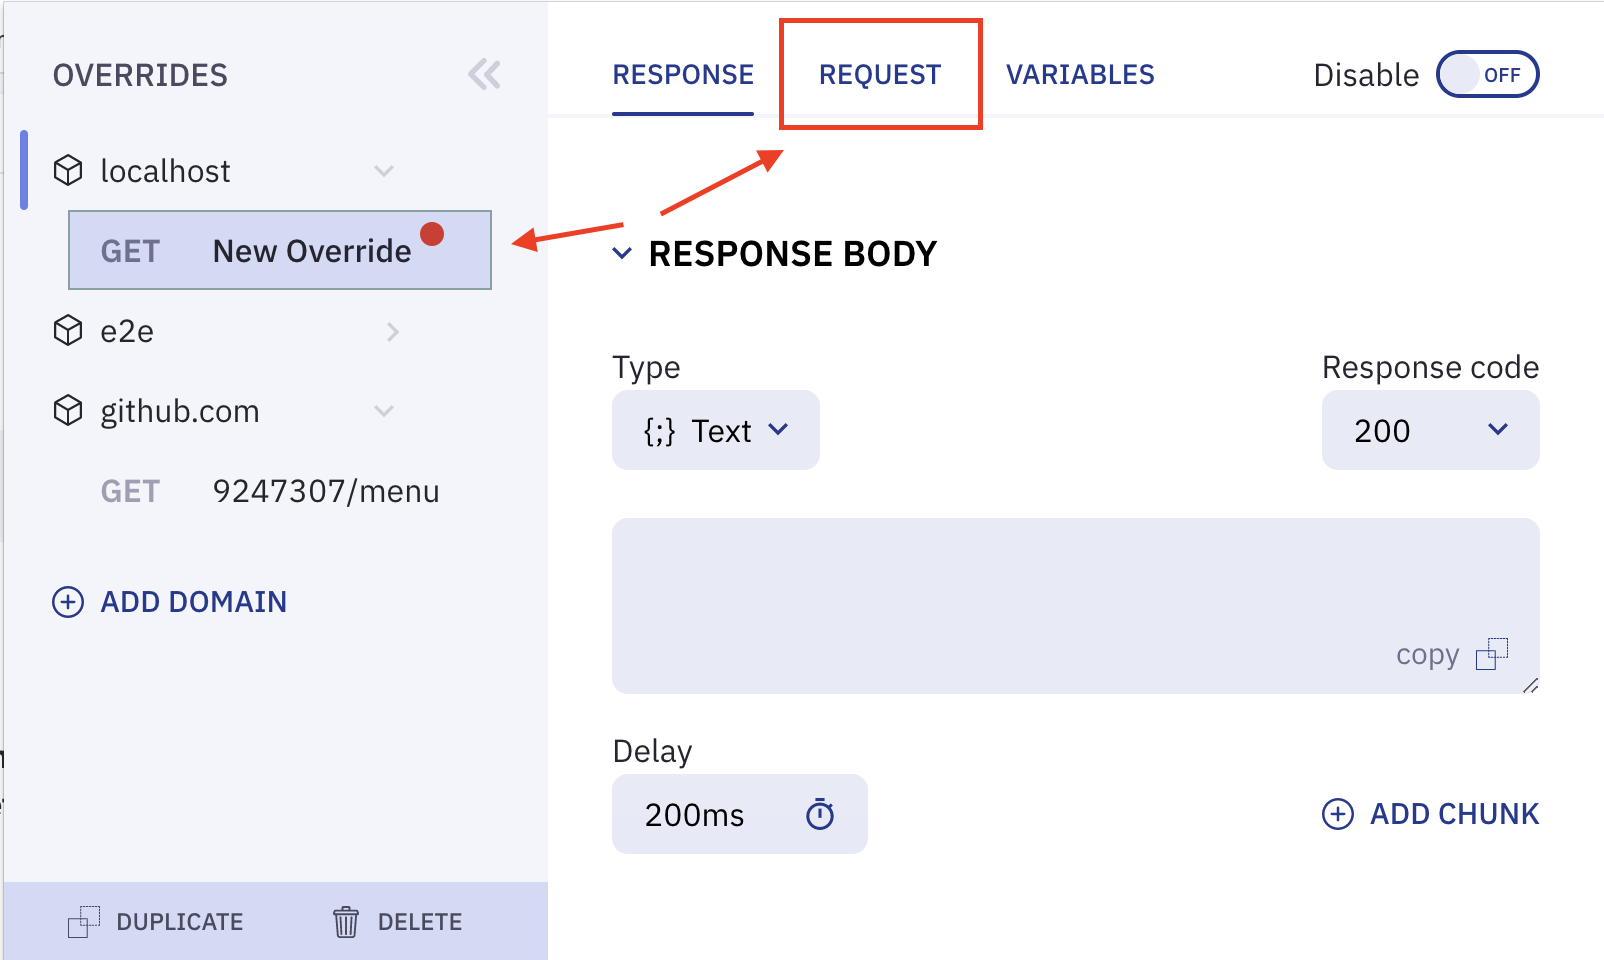 OVERRIDES
localhost
GET New Override
e2e
github.com
GET 9247307/menu
ADD DOMAIN
DUPLICATE DELETE
RESPONSE REQUEST VARIABLES Disable OFF
RESPONSE BODY
Type Response code
{;} Text 200
copy
Delay
200ms ADD CHUNK